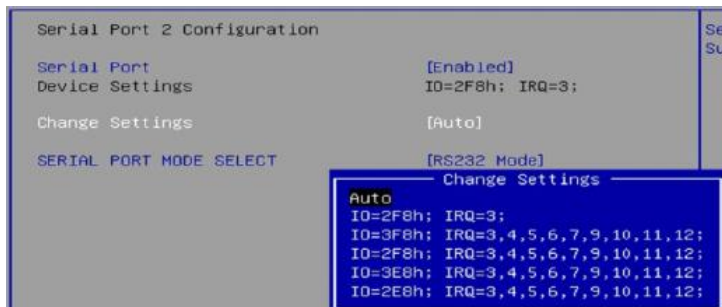 Serial Port 2 Configuration
Serial Port [Enabled]
Device Settings IO=2F8h; IRQ=3;
Change Settings [Auto]
SERIAL PORT MODE SELECT [RS232 Mode]
Change Settings
Auto
IO=2F8h; IRQ=3;
IO=3F8h; IRQ=3,4,5,6,7,9,10,11,12;
IO=2F8h; IRQ=3,4,5,6,7,9,10,11,12;
IO=3E8h; IRQ=3,4,5,6,7,9,10,11,12;
IO=2E8h; IRQ=3,4,5,6,7,9,10,11,12;